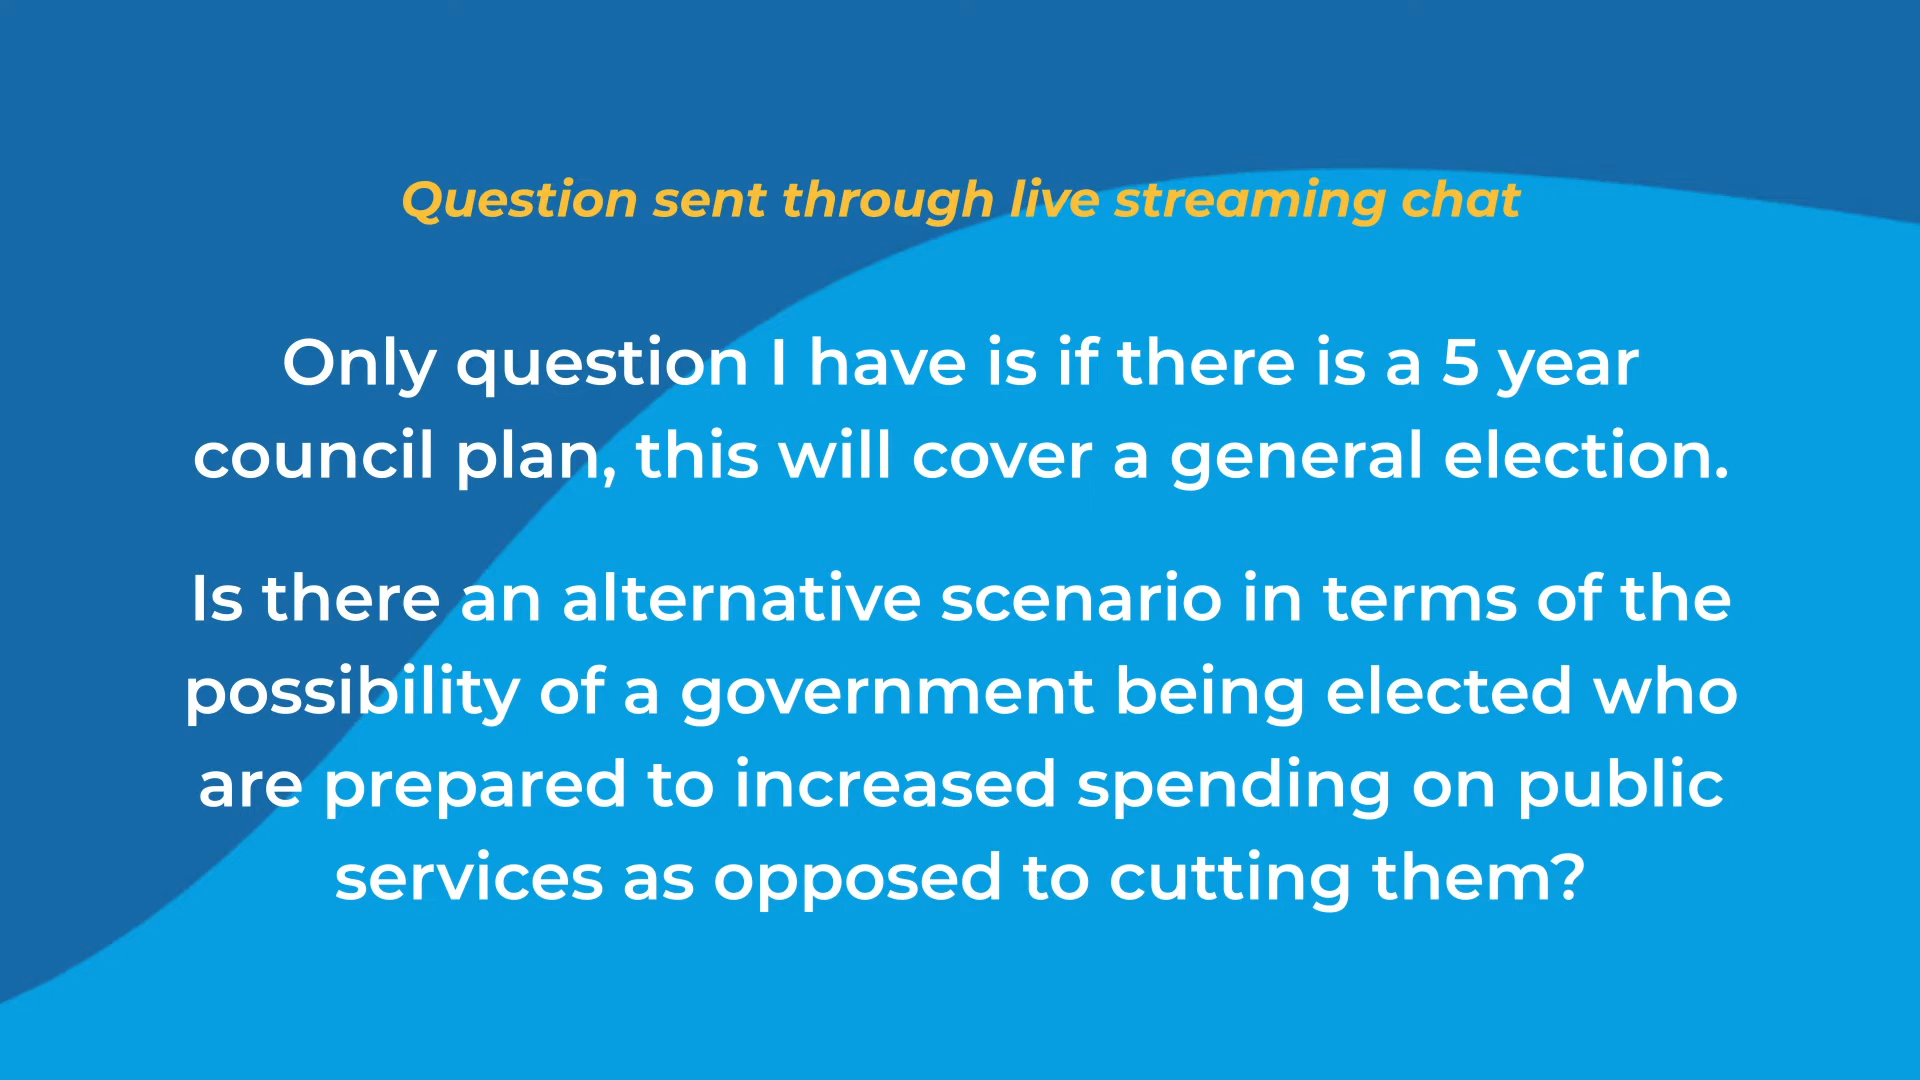 Question sent through live streaming chat
Only question I have is if there is a 5 year
council plan, this will cover a general election.
Is there an alternative scenario in terms of the
possibility of a government being elected who
are prepared to increased spending on public
services as opposed to cutting them?